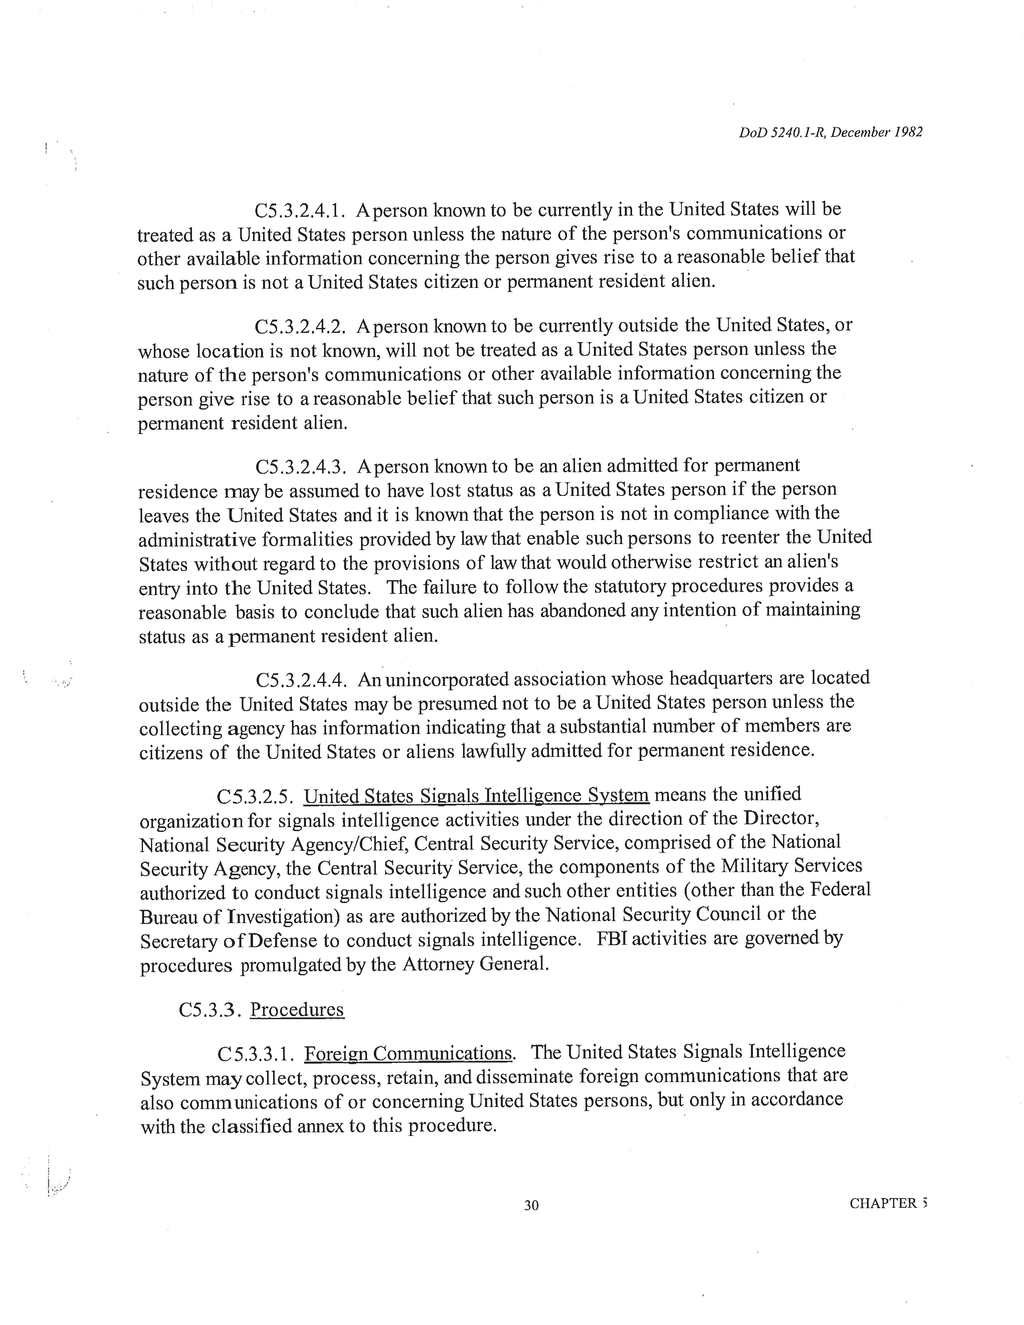 DoD 5240.1-R, December 1982
C5.3.2.4.1. A person known to be currently in the United States will be
treated as a United States person unless the nature of the person's communications or
other available information concerning the person gives rise to a reasonable belief that
such person is not a United States citizen or permanent resident alien.
C5.3.2.4.2. A person known to be currently outside the United States, or
whose location is not known, will not be treated as a United States person unless the
nature of the person's communications or other available information concerning the
person give rise to a reasonable belief that such person is a United States citizen or
permanent resident alien.
C5.3.2.4.3. A person known to be an alien admitted for permanent
residence may be assumed to have lost status as a United States person if the person
leaves the United States and it is known that the person is not in compliance with the
administrative formalities provided by law that enable such persons to reenter the United
States without regard to the provisions of law that would otherwise restrict an alien's
entry into the United States. The failure to follow the statutory procedures provides a
reasonable basis to conclude that such alien has abandoned any intention of maintaining
status as a permanent resident alien.
C5.3.2.4.4. An unincorporated association whose headquarters are located
outside the United States may be presumed not to be a United States person unless the
collecting agency has information indicating that a substantial number of members are
citizens of the United States or aliens lawfully admitted for permanent residence.
C5.3.2.5. United States Signals Intelligence System means the unified
organization for signals intelligence activities under the direction of the Director,
National Security Agency/Chief, Central Security Service, comprised of the National
Security Agency, the Central Security Service, the components of the Military Services
authorized to conduct signals intelligence and such other entities (other than the Federal
Bureau of Investigation) as are authorized by the National Security Council or the
Secretary of Defense to conduct signals intelligence. FBI activities are governed by
procedures promulgated by the Attorney General.
C5.3.3. Procedures
C5.3.3.1. Foreign Communications. The United States Signals Intelligence
System may collect, process, retain, and disseminate foreign communications that are
also communications of or concerning United States persons, but only in accordance
with the classified annex to this procedure.
30
CHAPTER 5